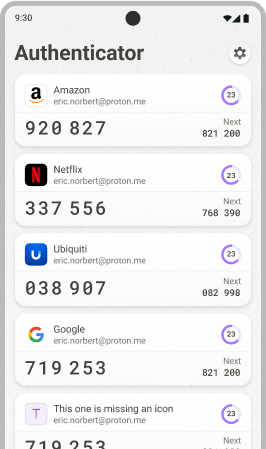 9:30
Authenticator
Amazon
eric.norbert@proton.me
23
920 827
Next
821 200
Netflix
eric.norbert@proton.me
23
337 556
Next
768 390
Ubiquiti
eric.norbert@proton.me
23
038 907
Next
082 998
Google
eric.norbert@proton.me
23
719 253
Next
821 200
T
This one is missing an icon
eric.norbert@proton.me
23
719 253
Next